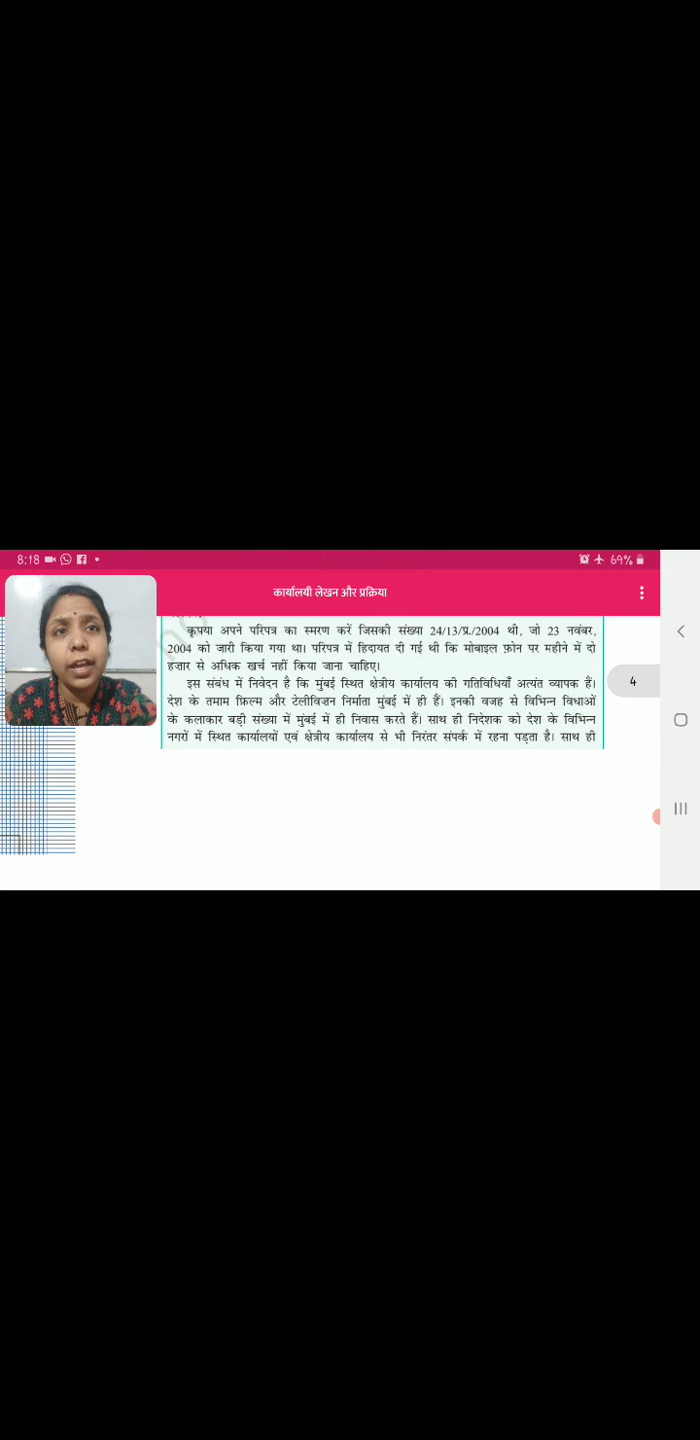 8:18
69%
कार्यालयी लेखन और प्रक्रिया
कृपया अपने परिपत्र का स्मरण करें जिसकी संख्या 24/13/प्र./2004 थी, जो 23 नवंबर,
2004 को जारी किया गया था। परिपत्र में हिदायत दी गई थी कि मोबाइल फ़ोन पर महीने में दो
हज़ार से अधिक खर्च नहीं किया जाना चाहिए।
इस संबंध में निवेदन है कि मुंबई स्थित क्षेत्रीय कार्यालय की गतिविधियाँ अत्यंत व्यापक हैं।
देश के तमाम फ़िल्म और टेलीविज़न निर्माता मुंबई में ही हैं। इनकी वजह से विभिन्न विधाओं
के कलाकार बड़ी संख्या में मुंबई में ही निवास करते हैं। साथ ही निदेशक को देश के विभिन्न
नगरों में स्थित कार्यालयों एवं क्षेत्रीय कार्यालय से भी निरंतर संपर्क में रहना पड़ता है। साथ ही
4